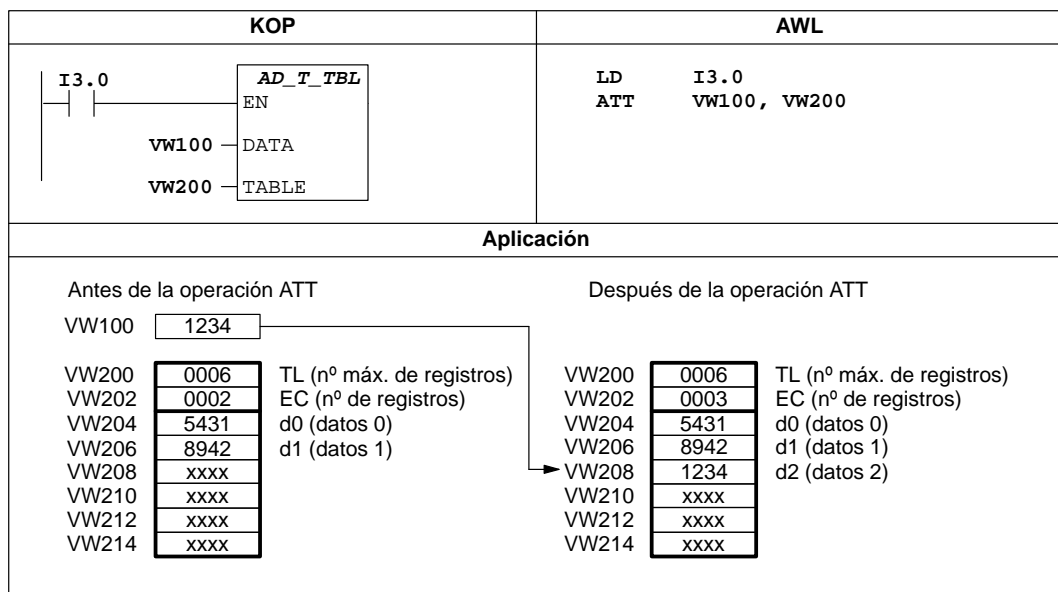 KOP AWL
I3.0 AD_T_TBL
EN
VW100 DATA
VW200 TABLE
LD I3.0
ATT VW100, VW200
Aplicación
Antes de la operación ATT
VW100 1234
VW200 0006 TL (nº máx. de registros)
VW202 0002 EC (nº de registros)
VW204 5431 d0 (datos 0)
VW206 8942 d1 (datos 1)
VW208 xxxx
VW210 xxxx
VW212 xxxx
VW214 xxxx
Después de la operación ATT
VW200 0006 TL (nº máx. de registros)
VW202 0003 EC (nº de registros)
VW204 5431 d0 (datos 0)
VW206 8942 d1 (datos 1)
VW208 1234 d2 (datos 2)
VW210 xxxx
VW212 xxxx
VW214 xxxx